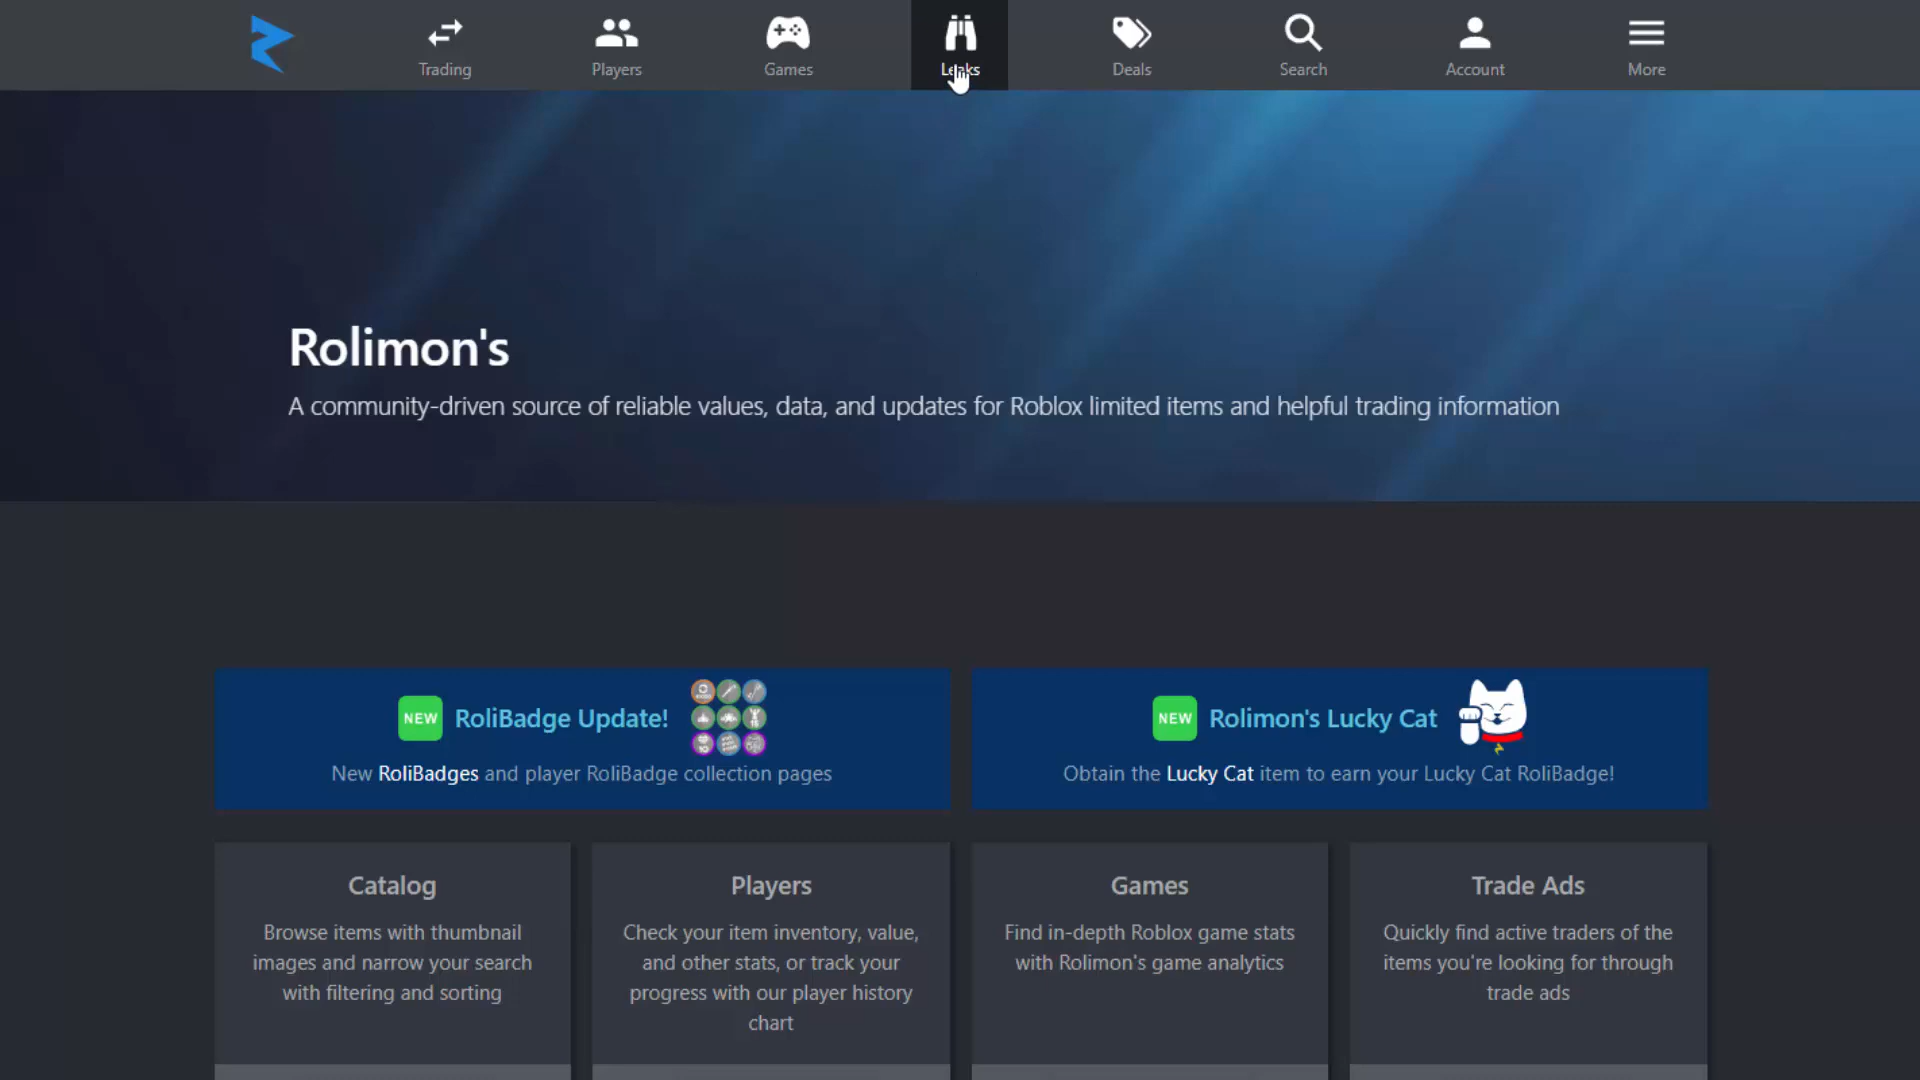 Trading
Players
Games
Leaks
Deals
Search
Account
More
Rolimon's
A community-driven source of reliable values, data, and updates for Roblox limited items and helpful trading information
NEW RoliBadge Update!
New RoliBadges and player RoliBadge collection pages
NEW Rolimon's Lucky Cat
Obtain the Lucky Cat item to earn your Lucky Cat RoliBadge!
Catalog
Browse items with thumbnail
images and narrow your search
with filtering and sorting
Players
Check your item inventory, value,
and other stats, or track your
progress with our player history
chart
Games
Find in-depth Roblox game stats
with Rolimon's game analytics
Trade Ads
Quickly find active traders of the
items you're looking for through
trade ads